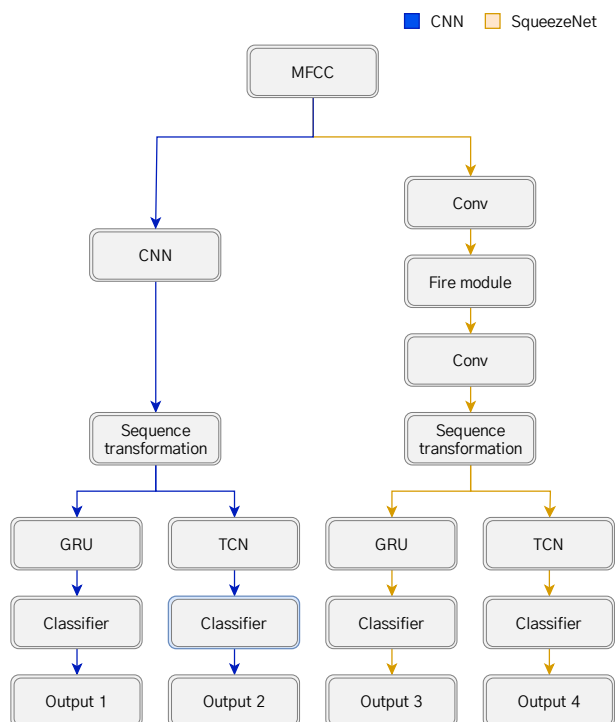 CNN
SqueezeNet
MFCC
Conv
CNN
Fire module
Conv
Sequence
transformation
Sequence
transformation
GRU
TCN
GRU
TCN
Classifier
Classifier
Classifier
Classifier
Output 1
Output 2
Output 3
Output 4